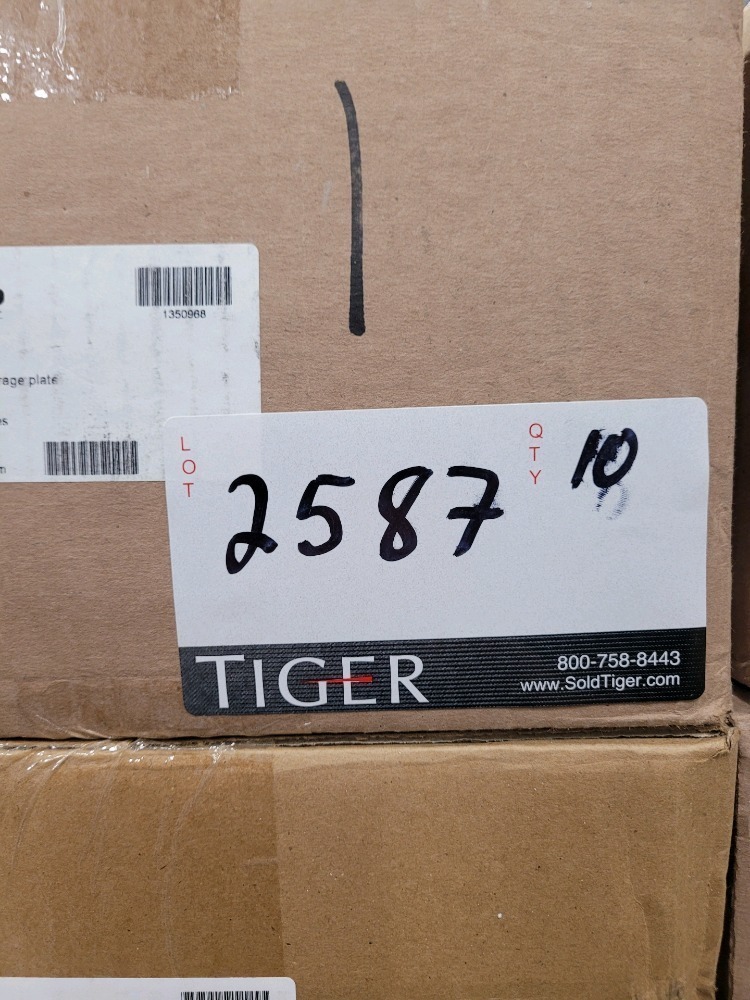 1350968
rage plate
LOT
2587
QTY
10
TIGER
800-758-8443
www.SoldTiger.com